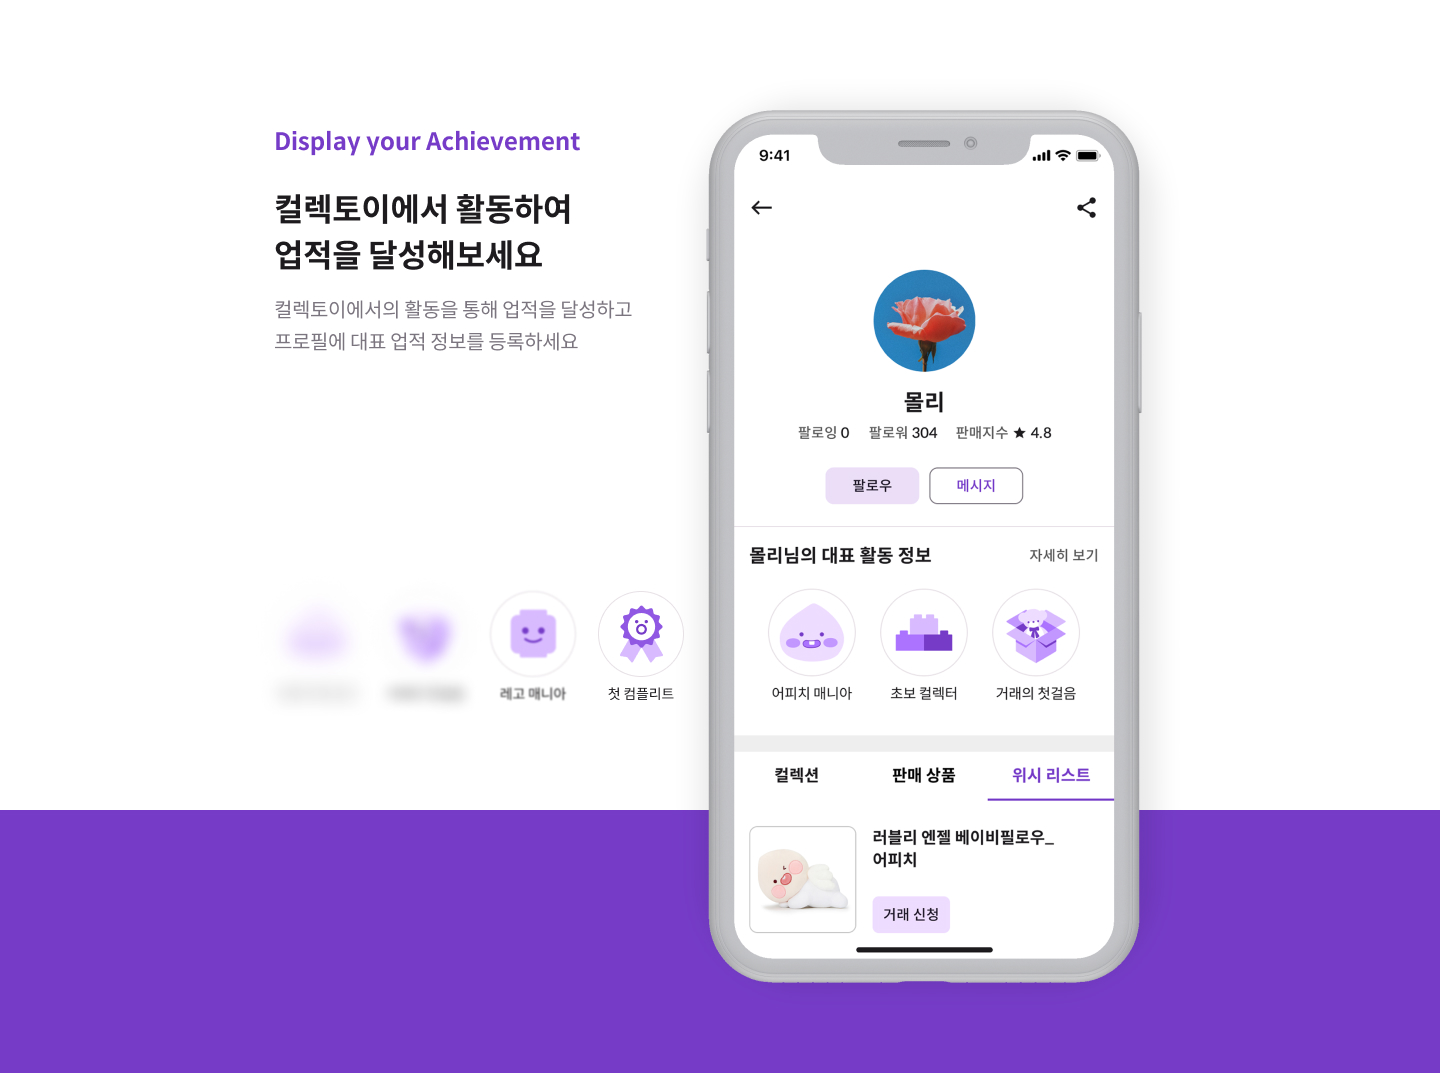 Display your Achievement
컬렉토이에서 활동하여
업적을 달성해보세요
컬렉토이에서의 활동을 통해 업적을 달성하고
프로필에 대표 업적 정보를 등록하세요
레고 매니아
첫 컴플리트
9:41
몰리
팔로잉 0 팔로워 304 판매지수 ★ 4.8
팔로우 메시지
몰리님의 대표 활동 정보 자세히 보기
어피치 매니아 초보 컬렉터 거래의 첫걸음
컬렉션 판매 상품 위시 리스트
러블리 엔젤 베이비필로우_
어피치
거래 신청